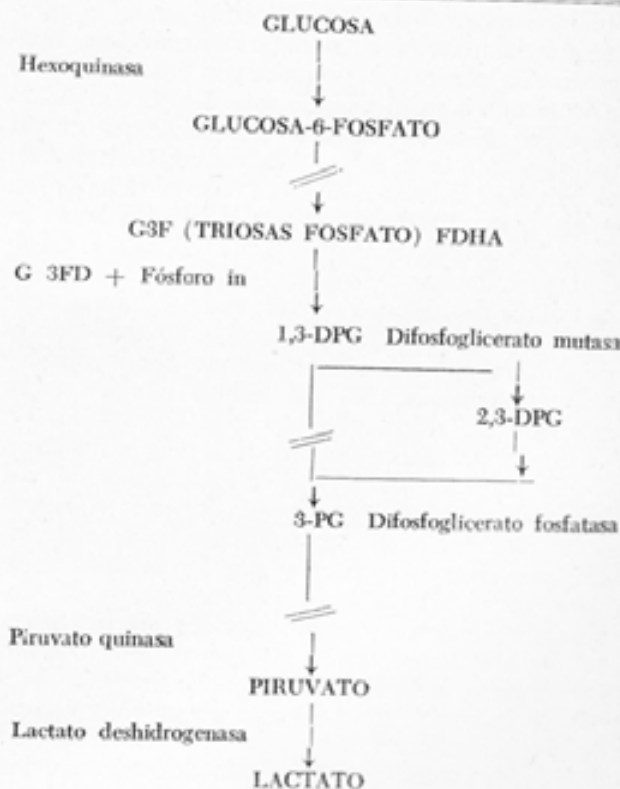 GLUCOSA
Hexoquinasa
GLUCOSA-6-FOSFATO
G3F (TRIOSAS FOSFATO) FDHA
G 3FD + Fósforo in
1,3-DPG Difosfoglicerato mutasa
2,3-DPG
3-PG Difosfoglicerato fosfatasa
Piruvato quinasa
PIRUVATO
Lactato deshidrogenasa
LACTATO